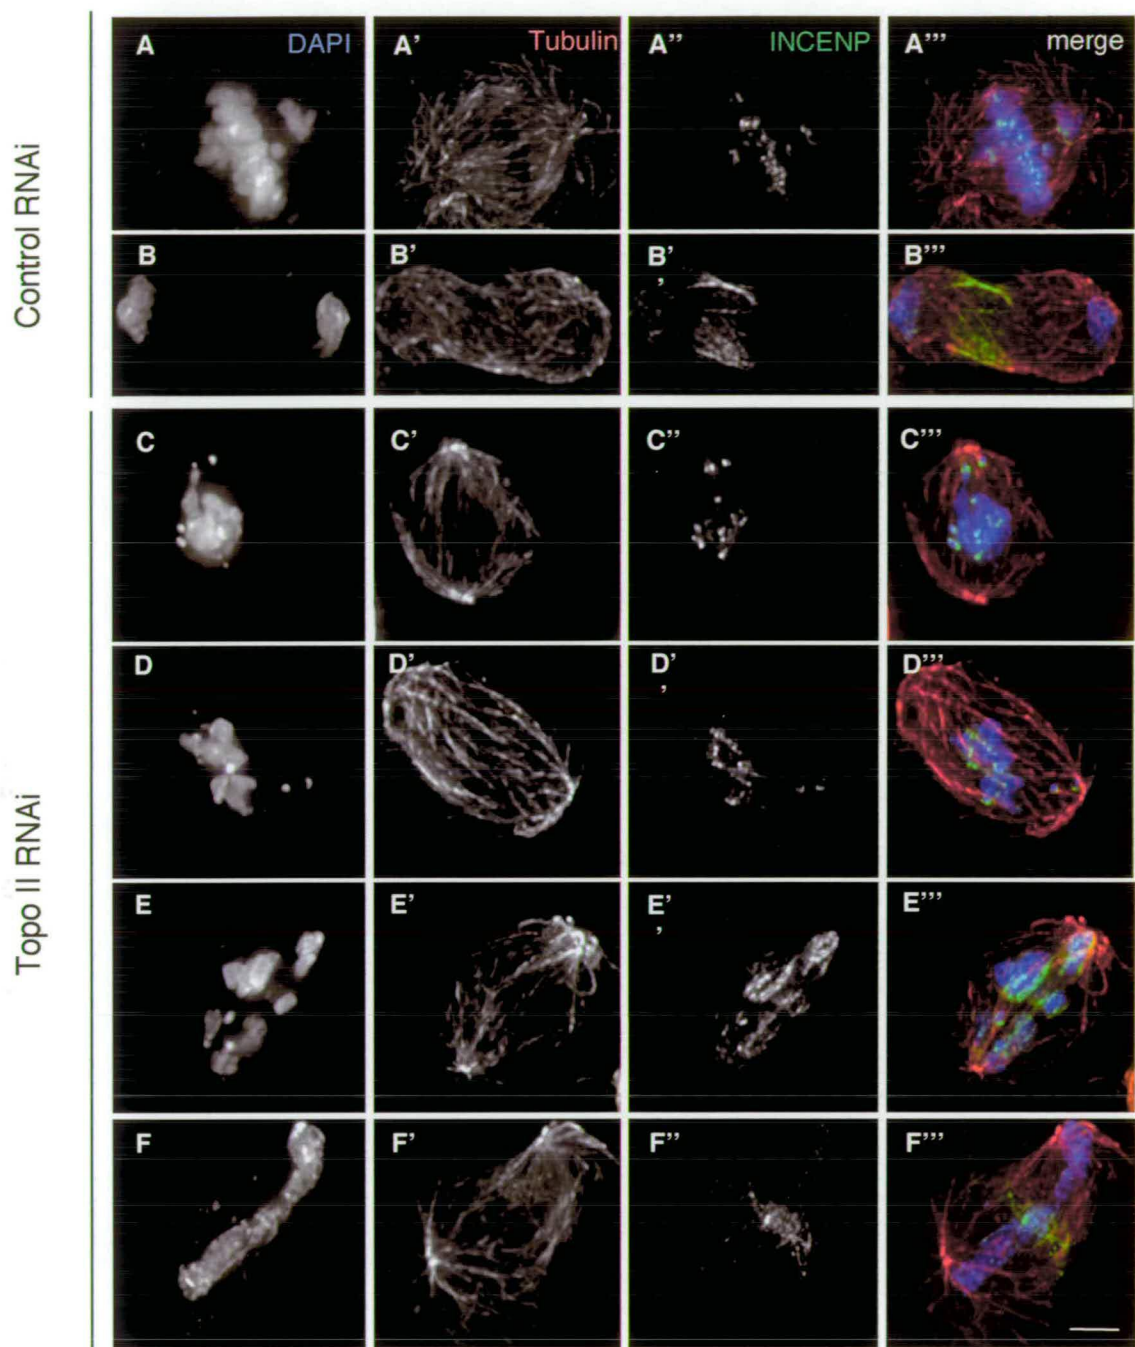 A DAPI A' Tubulin A'' INCENP A''' merge
Control RNAi
B B' B' B'''
,
C C' C'' C'''
D D' D' D'''
,
Topo II RNAi
E E' E' E'''
,
F F' F'' F'''